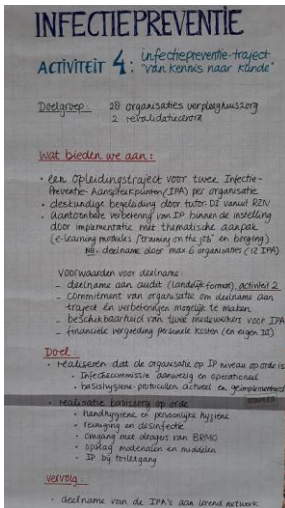 INFECTIEPREVENTIE
ACTIVITEIT 4: infectiepreventie-traject
"van kennis naar kunde"
Doelgroep: 28 organisaties verpleeghuiszorg
2 revalidatiecentra
Wat bieden we aan:
• een opleidingstraject voor twee Infectie-
Preventie-Aanspreekpunten (IPA) per organisatie
• deskundige begeleiding door tutor DI vanuit RZN
• aantoonbare verbetering van IP binnen de instelling
door implementatie met thematische aanpak
(e-learning modules / training on the job en borging)
NB deelname door max 6 organisaties (12 IPA)
Voorwaarden voor deelname:
- deelname aan audit (landelijk format), activiteit 2
- Commitment van organisatie om deelname aan
traject en verbeteringen mogelijk te maken
- beschikbaarheid van twee medewerkers voor IPA
- financiële vergoeding personele kosten (en eigen DI)
Doel
• realiseren dat de organisatie op IP niveau op orde is
• Infectiecommissie aanwezig en operationeel
• basishygiëne-protocollen actueel en geïmplementeerd
• realisatie basiszorg op orde
• handhygiëne en persoonlijke hygiëne
• reiniging en desinfectie
• omgang met dragers van BRMO
• opslag materialen en middelen
• IP bij toiletgang
vervolg:
• deelname van de IPA's aan lerend netwerk